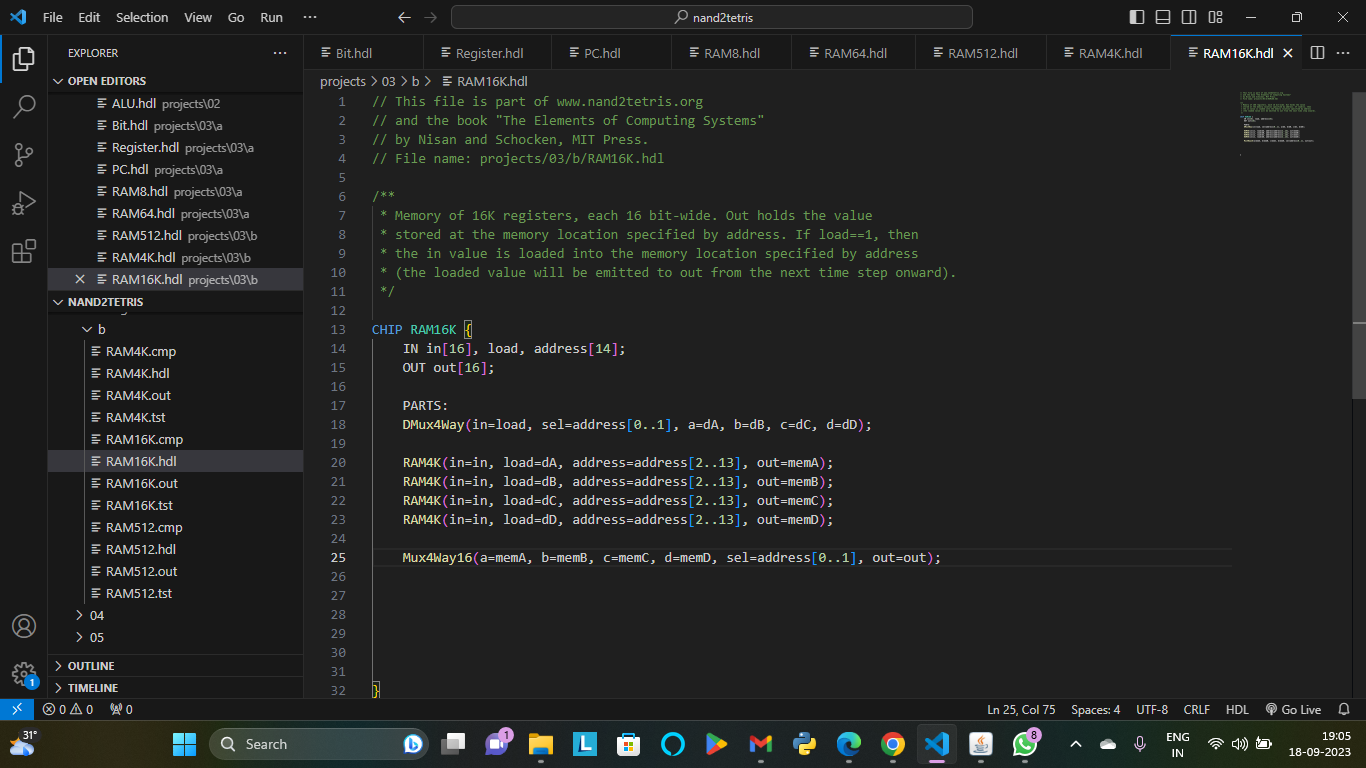 File Edit Selection View Go Run ···
nand2tetris
EXPLORER
OPEN EDITORS
ALU.hdl projects\02
Bit.hdl projects\03\a
Register.hdl projects\03\a
PC.hdl projects\03\a
RAM8.hdl projects\03\a
RAM64.hdl projects\03\a
RAM512.hdl projects\03\b
RAM4K.hdl projects\03\b
RAM16K.hdl projects\03\b
NAND2TETRIS
b
RAM4K.cmp
RAM4K.hdl
RAM4K.out
RAM4K.tst
RAM16K.cmp
RAM16K.hdl
RAM16K.out
RAM16K.tst
RAM512.cmp
RAM512.hdl
RAM512.out
RAM512.tst
04
05
OUTLINE
TIMELINE
Bit.hdl Register.hdl PC.hdl RAM8.hdl RAM64.hdl RAM512.hdl RAM4K.hdl RAM16K.hdl
projects > 03 > b > RAM16K.hdl
1 // This file is part of www.nand2tetris.org
2 // and the book "The Elements of Computing Systems"
3 // by Nisan and Schocken, MIT Press.
4 // File name: projects/03/b/RAM16K.hdl
5
6 /**
7 * Memory of 16K registers, each 16 bit-wide. Out holds the value
8 * stored at the memory location specified by address. If load==1, then
9 * the in value is loaded into the memory location specified by address
10 * (the loaded value will be emitted to out from the next time step onward).
11 */
12
13 CHIP RAM16K {
14 IN in[16], load, address[14];
15 OUT out[16];
16
17 PARTS:
18 DMux4Way(in=load, sel=address[0..1], a=dA, b=dB, c=dC, d=dD);
19
20 RAM4K(in=in, load=dA, address=address[2..13], out=memA);
21 RAM4K(in=in, load=dB, address=address[2..13], out=memB);
22 RAM4K(in=in, load=dC, address=address[2..13], out=memC);
23 RAM4K(in=in, load=dD, address=address[2..13], out=memD);
24
25 Mux4Way16(a=memA, b=memB, c=memC, d=memD, sel=address[0..1], out=out);
26
27
28
29
30
31
32 }
1
0 0 0 Ln 25, Col 75 Spaces: 4 UTF-8 CRLF HDL Go Live
31° Search 1 L 8 ENG 19:05
IN 18-09-2023